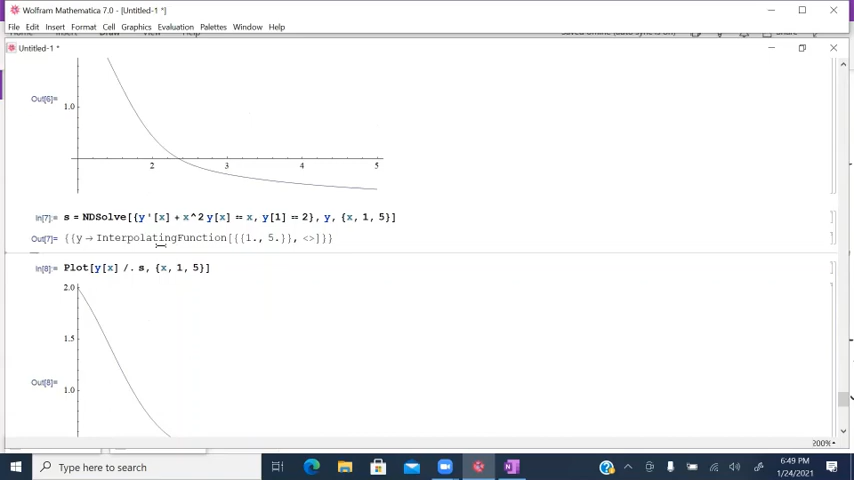 Wolfram Mathematica 7.0 - [Untitled-1 *]
File Edit Insert Format Cell Graphics Evaluation Palettes Window Help
Untitled-1 *
Out[6]=
1.0
2 3 4 5
In[7]:= s = NDSolve[{y'[x] + x^2 y[x] == x, y[1] == 2}, y, {x, 1, 5}]
Out[7]= {{y → InterpolatingFunction[{{1., 5.}}, <>]}}
In[8]:= Plot[y[x] /. s, {x, 1, 5}]
2.0
1.5
Out[8]=
1.0
200%
Type here to search
6:49 PM
1/24/2021